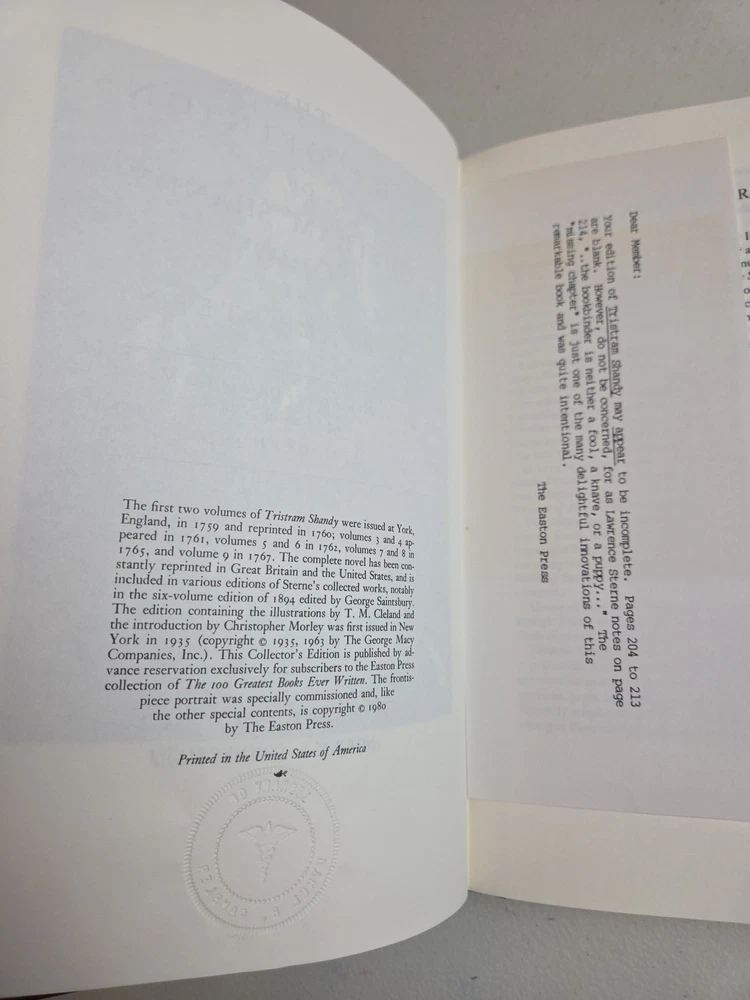 The first two volumes of Tristram Shandy were issued at York,
England, in 1759 and reprinted in 1760; volumes 3 and 4 ap-
peared in 1761, volumes 5 and 6 in 1762, volumes 7 and 8 in
1765, and volume 9 in 1767. The complete novel has been con-
stantly reprinted in Great Britain and the United States, and is
included in various editions of Sterne's collected works, notably
in the six-volume edition of 1894 edited by George Saintsbury.
The edition containing the illustrations by T. M. Cleland and
the introduction by Christopher Morley was first issued in New
York in 1935 (copyright © 1935, 1963 by The George Macy
Companies, Inc.). This Collector's Edition is published by ad-
vance reservation exclusively for subscribers to the Easton Press
collection of The 100 Greatest Books Ever Written. The frontis-
piece portrait was specially commissioned and, like
the other special contents, is copyright © 1980
by The Easton Press.
Printed in the United States of America
Dear Member:
Your edition of Tristram Shandy may appear to be incomplete. Pages 204 to 213
are blank. However, do not be concerned, for as Lawrence Sterne notes on page
214, "..the bookbinder is neither a fool, a knave, or a puppy..." The
"missing chapter" is just one of the many delightful innovations of this
remarkable book and was quite intentional.
The Easton Press
R